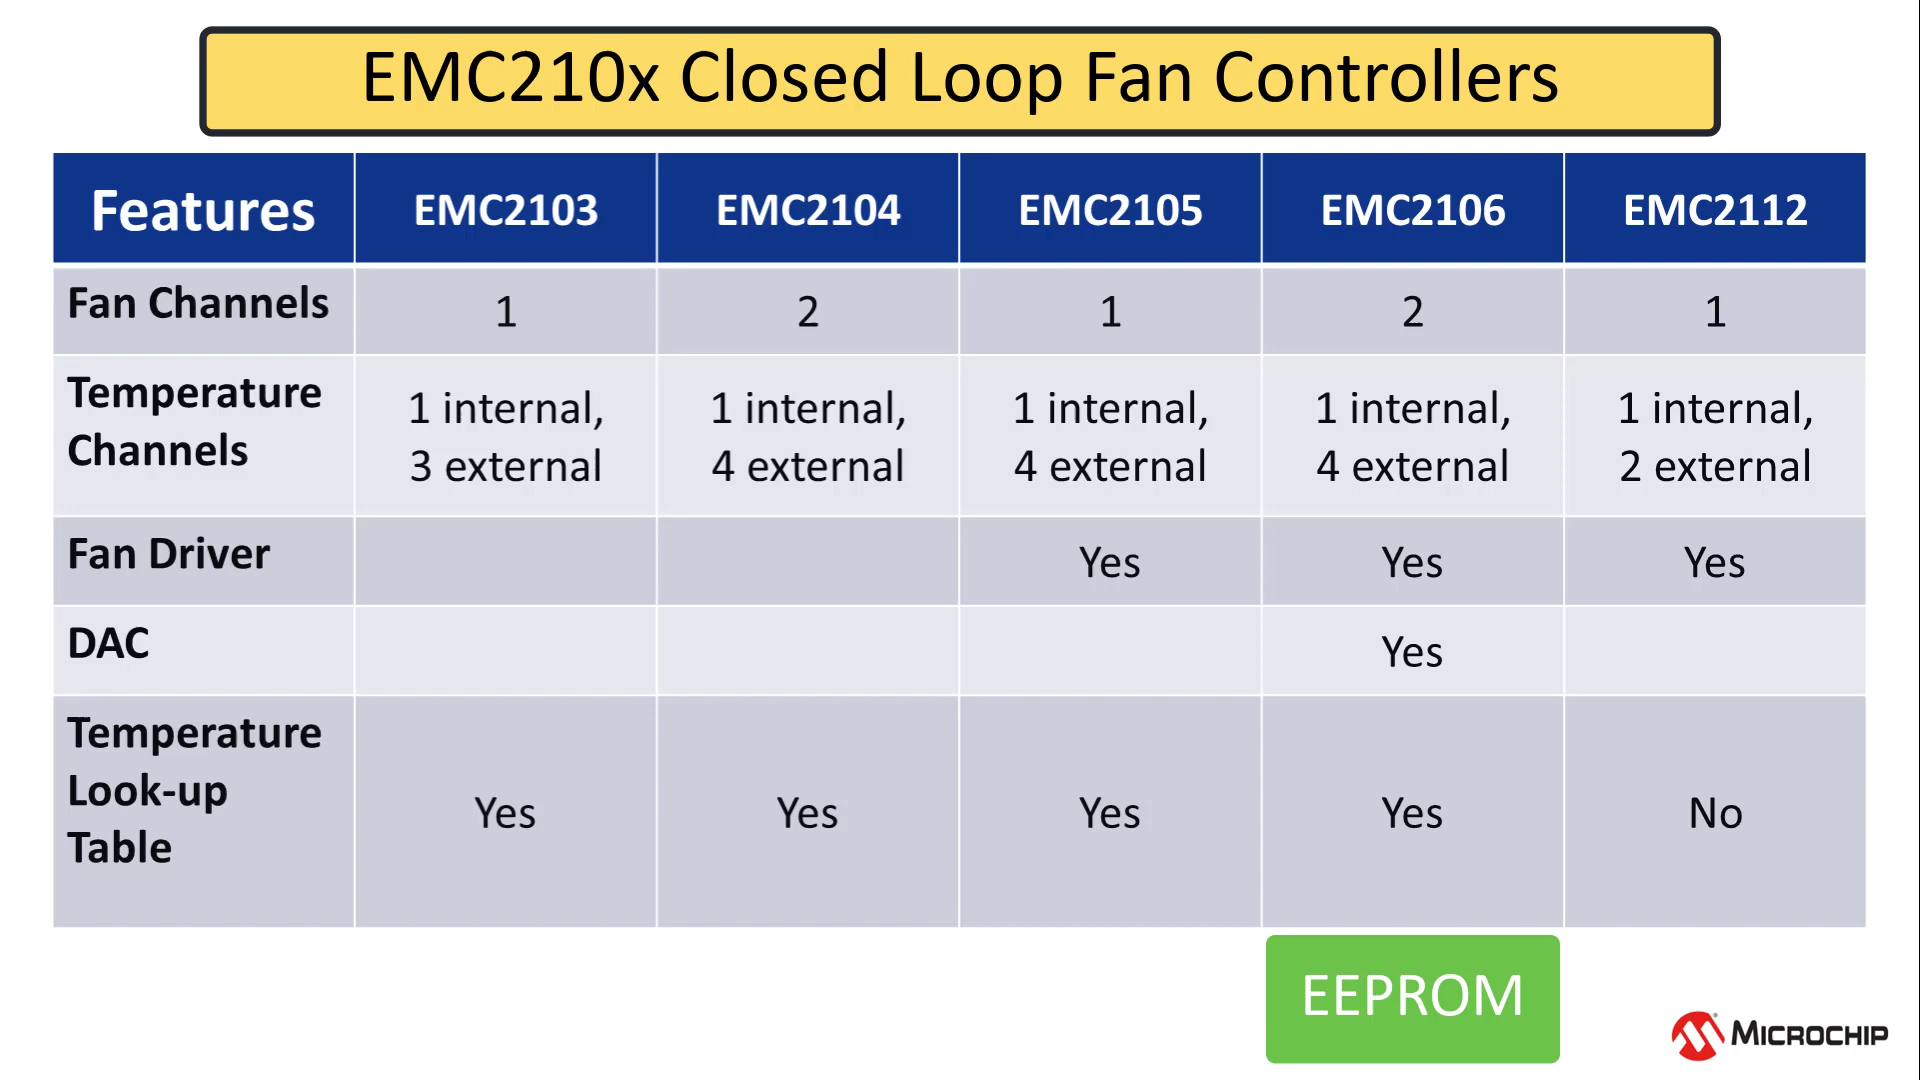 EMC210x Closed Loop Fan Controllers
Features EMC2103 EMC2104 EMC2105 EMC2106 EMC2112
Fan Channels 1 2 1 2 1
Temperature Channels 1 internal, 3 external 1 internal, 4 external 1 internal, 4 external 1 internal, 4 external 1 internal, 2 external
Fan Driver Yes Yes Yes
DAC Yes
Temperature Look-up Table Yes Yes Yes Yes No
EEPROM
MICROCHIP